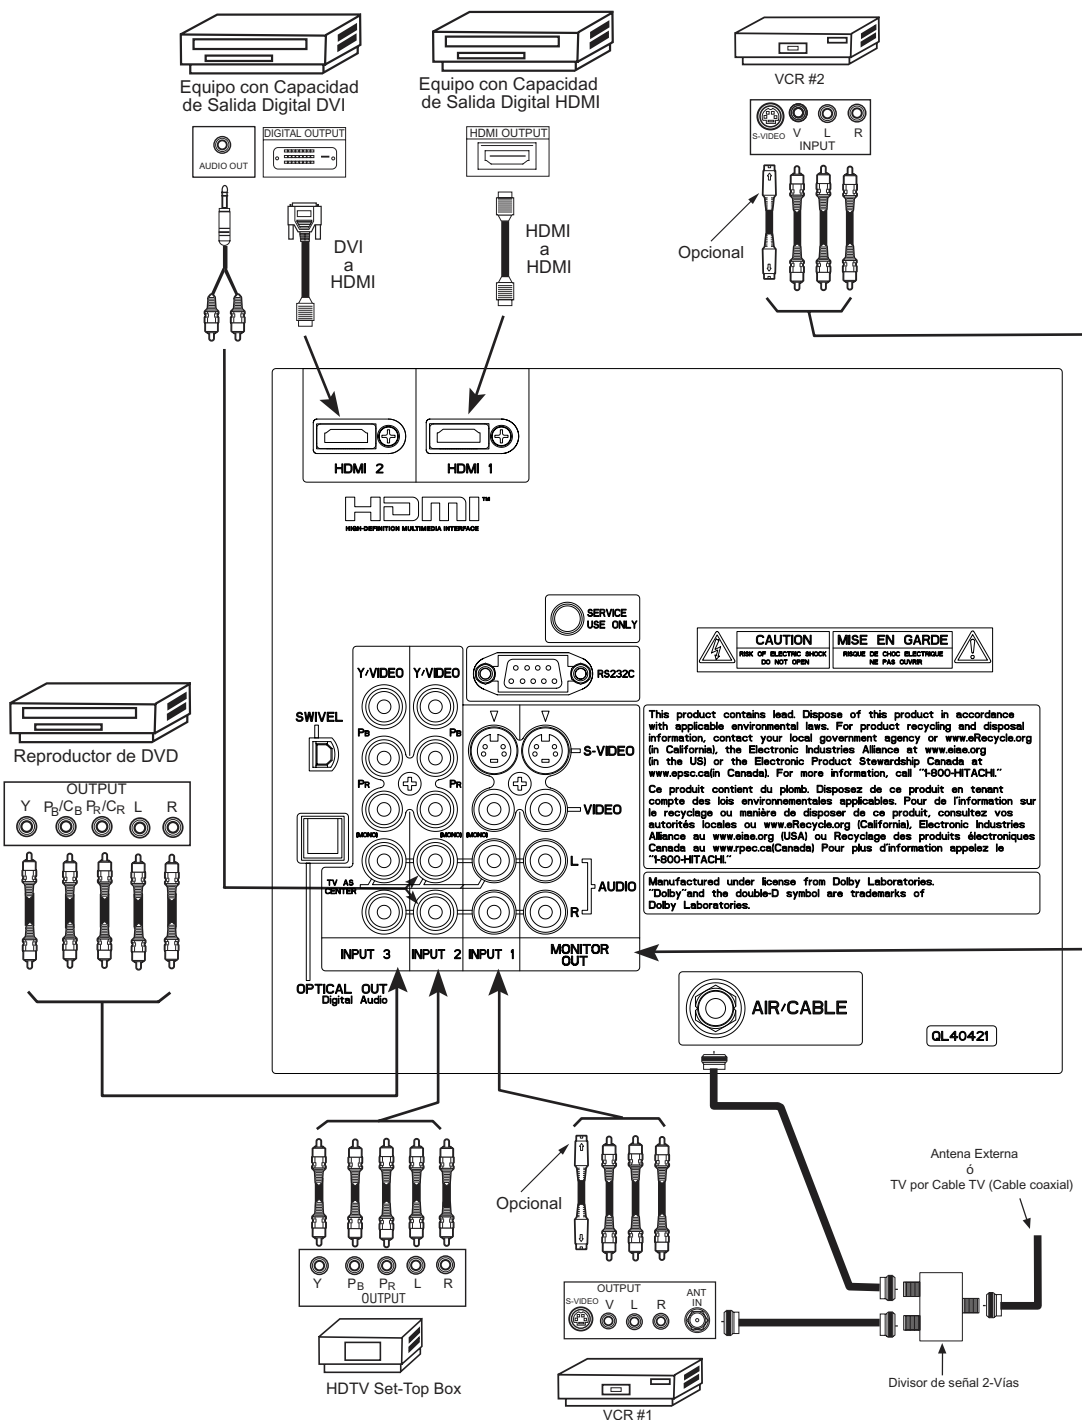 Equipo con Capacidad
de Salida Digital DVI
Equipo con Capacidad
de Salida Digital HDMI
VCR #2
AUDIO OUT
DIGITAL OUTPUT
HDMI OUTPUT
S-VIDEO V L R
INPUT
DVI
a
HDMI
HDMI
a
HDMI
Opcional
HDMI 2
HDMI 1
HDMI™
HIGH-DEFINITION MULTIMEDIA INTERFACE
SERVICE
USE ONLY
CAUTION
RISK OF ELECTRIC SHOCK
DO NOT OPEN
MISE EN GARDE
RISQUE DE CHOC ELECTRIQUE
NE PAS OUVRIR
Y/VIDEO
Y/VIDEO
RS232C
SWIVEL
PB
PB
S-VIDEO
PR
PR
VIDEO
(MONO)
(MONO)
(MONO)
TV AS
CENTER
L
AUDIO
R
INPUT 3
INPUT 2
INPUT 1
MONITOR
OUT
OPTICAL OUT
Digital Audio
This product contains lead. Dispose of this product in accordance
with applicable environmental laws. For product recycling and disposal
information, contact your local government agency or www.eRecycle.org
(in California), the Electronic Industries Alliance at www.eiae.org
(in the US) or the Electronic Product Stewardship Canada at
www.epsc.ca(in Canada). For more information, call "1-800-HITACHI."
Ce produit contient du plomb. Disposez de ce produit en tenant
compte des lois environnementales applicables. Pour de l'information sur
le recyclage ou manière de disposer de ce produit, consultez vos
autorités locales ou www.eRecycle.org (California), Electronic Industries
Alliance au www.eiae.org (USA) ou Recyclage des produits électroniques
Canada au www.rpec.ca(Canada) Pour plus d'information appelez le
"1-800-HITACHI."
Manufactured under license from Dolby Laboratories.
"Dolby"and the double-D symbol are trademarks of
Dolby Laboratories.
AIR/CABLE
QL40421
Reproductor de DVD
OUTPUT
Y PB/CB PR/CR L R
Antena Externa
ó
TV por Cable TV (Cable coaxial)
Opcional
Y PB PR L R
OUTPUT
HDTV Set-Top Box
OUTPUT
S-VIDEO V L R
ANT
IN
VCR #1
Divisor de señal 2-Vías